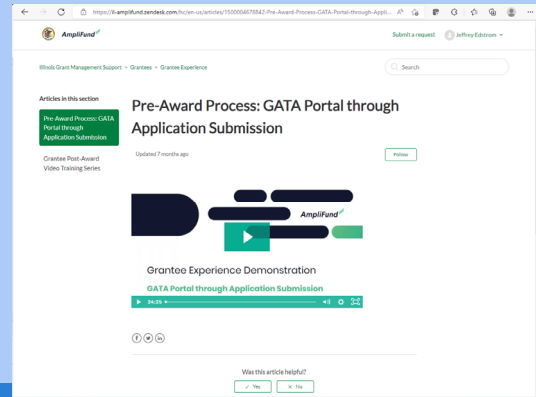 https://il-amplifund.zendesk.com/hc/en-us/articles/1500004678842-Pre-Award-Process-GATA-Portal-through-Appli...
AmpliFund
Submit a request
Jeffrey Edstrom
Illinois Grant Management Support > Grantees > Grantee Experience
Search
Articles in this section
Pre-Award Process: GATA
Portal through
Application Submission
Grantee Post-Award
Video Training Series
Pre-Award Process: GATA Portal through
Application Submission
Updated 7 months ago
Follow
AmpliFund
Grantee Experience Demonstration
GATA Portal through Application Submission
Was this article helpful?
Yes
No